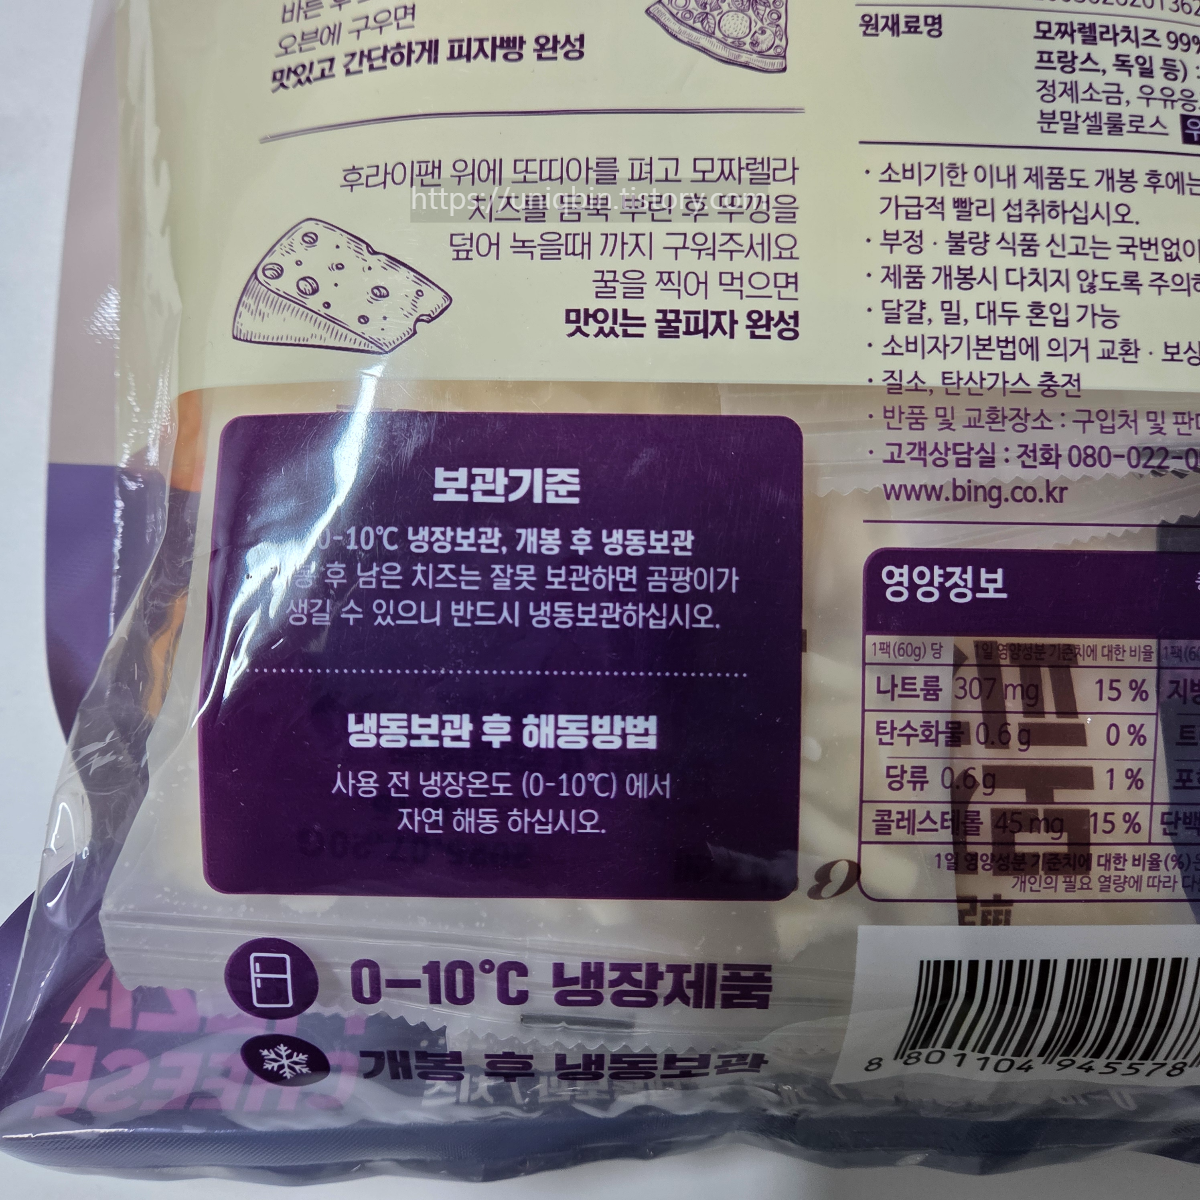 바른 후
오븐에 구우면
맛있고 간단하게 피자빵 완성
후라이팬 위에 또띠아를 펴고 모짜렐라
치즈를 듬뿍 뿌린 후 뚜껑을
덮어 녹을때 까지 구워주세요
꿀을 찍어 먹으면
맛있는 꿀피자 완성
https://uniqbin.tistory.com
보관기준
0-10℃ 냉장보관, 개봉 후 냉동보관
개봉 후 남은 치즈는 잘못 보관하면 곰팡이가
생길 수 있으니 반드시 냉동보관하십시오.
냉동보관 후 해동방법
사용 전 냉장온도 (0-10℃) 에서
자연 해동 하십시오.
0-10℃ 냉장제품
개봉 후 냉동보관
원재료명
모짜렐라치즈 99%
프랑스, 독일 등) :
정제소금, 우유응
분말셀룰로스 우
· 소비기한 이내 제품도 개봉 후에는
가급적 빨리 섭취하십시오.
· 부정 · 불량 식품 신고는 국번없이
· 제품 개봉시 다치지 않도록 주의하
· 달걀, 밀, 대두 혼입 가능
· 소비자기본법에 의거 교환 · 보상
· 질소, 탄산가스 충전
· 반품 및 교환장소 : 구입처 및 판매
· 고객상담실 : 전화 080-022-0
www.bing.co.kr
영양정보
1팩(60g) 당 1일 영양성분 기준치에 대한 비율 1팩(60
나트륨 307 mg 15 % 지방
탄수화물 0.6 g 0 % 트
당류 0.6 g 1 % 포
콜레스테롤 45 mg 15 % 단백
1일 영양성분 기준치에 대한 비율(%)은
개인의 필요 열량에 따라 다
8 801104 945578